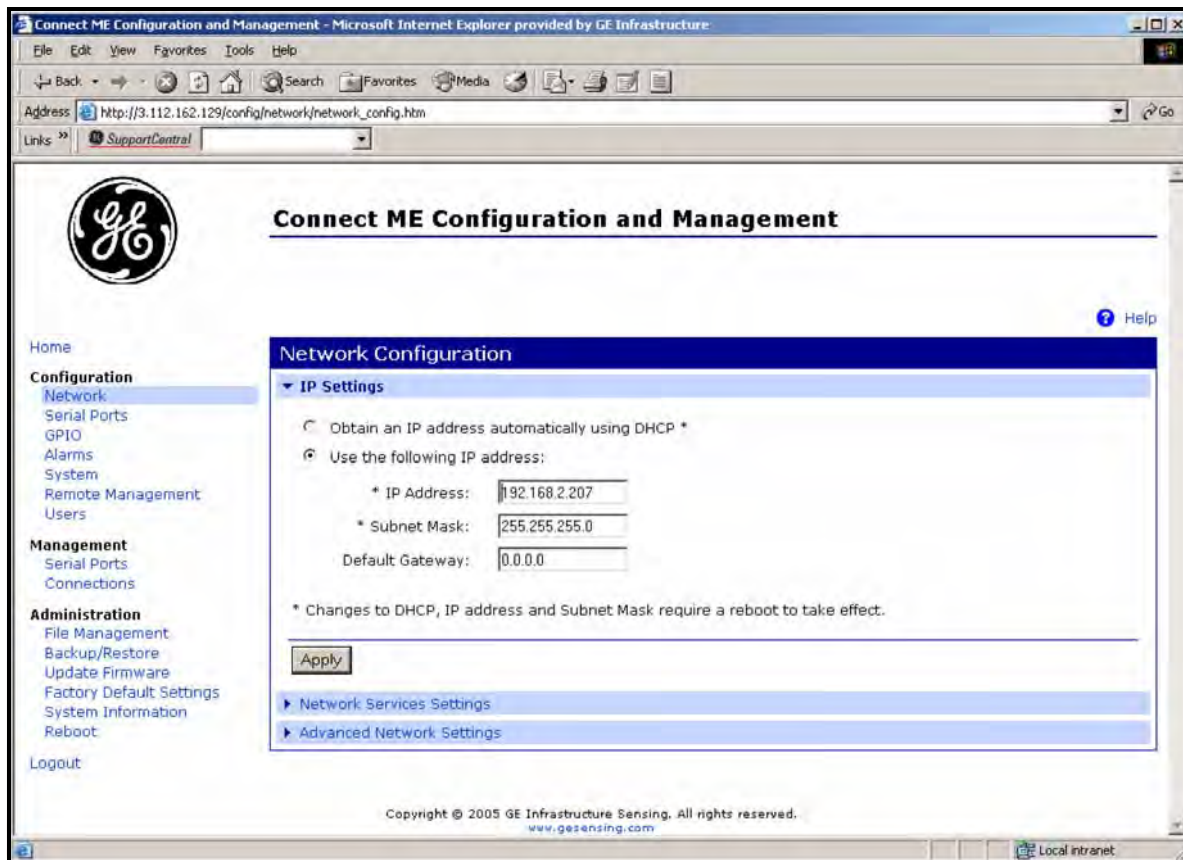 Connect ME Configuration and Management - Microsoft Internet Explorer provided by GE Infrastructure
File Edit View Favorites Tools Help
Back Search Favorites Media
Address http://3.112.162.129/config/network/network_config.htm Go
Links » SupportCentral
GE
Connect ME Configuration and Management
Help
Home
Configuration
Network
Serial Ports
GPIO
Alarms
System
Remote Management
Users
Management
Serial Ports
Connections
Administration
File Management
Backup/Restore
Update Firmware
Factory Default Settings
System Information
Reboot
Logout
Network Configuration
IP Settings
Obtain an IP address automatically using DHCP *
Use the following IP address:
* IP Address: 192.168.2.207
* Subnet Mask: 255.255.255.0
Default Gateway: 0.0.0.0
* Changes to DHCP, IP address and Subnet Mask require a reboot to take effect.
Apply
Network Services Settings
Advanced Network Settings
Copyright © 2005 GE Infrastructure Sensing. All rights reserved.
www.gesensing.com
Local intranet